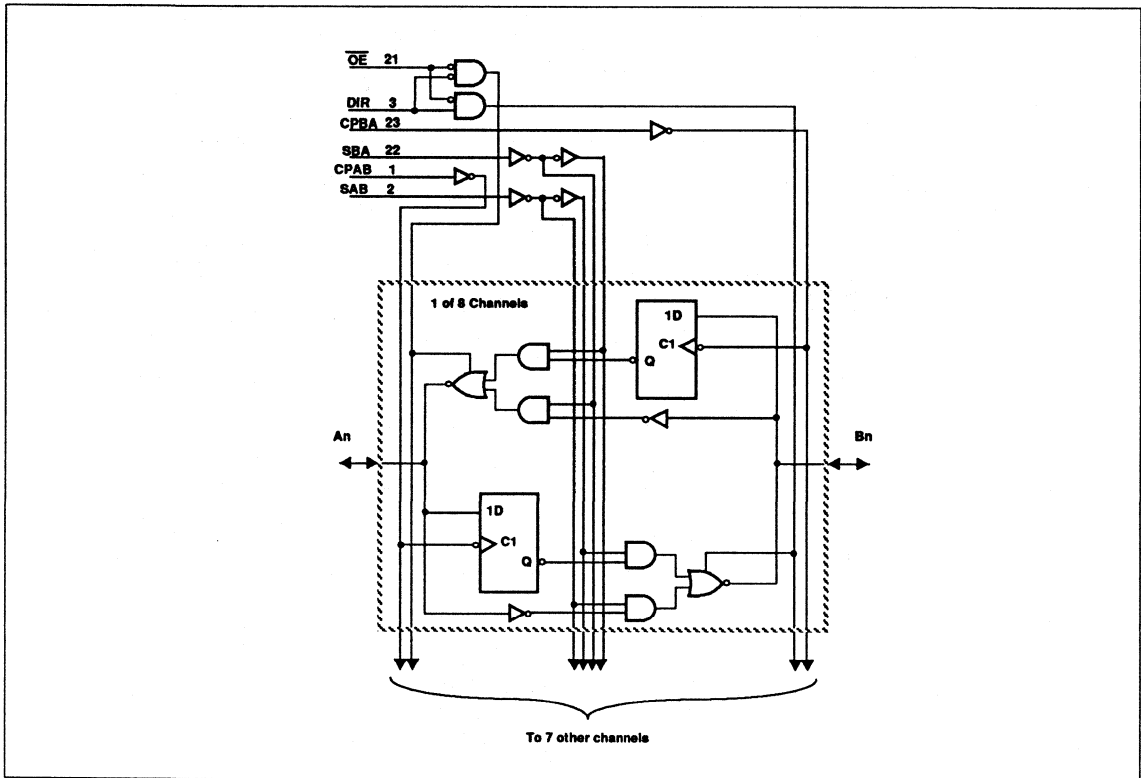 OE 21
DIR 3
CPBA 23
SBA 22
CPAB 1
SAB 2
1 of 8 Channels
1D
C1
Q
An
Bn
1D
C1
Q
To 7 other channels